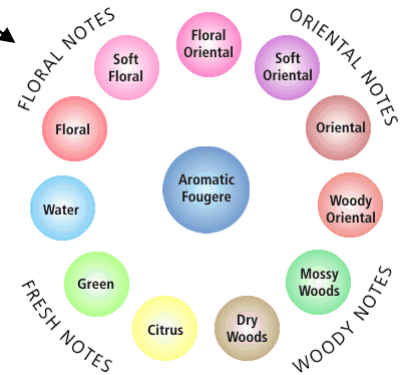 FLORAL NOTES
ORIENTAL NOTES
Floral
Oriental
Soft
Floral
Soft
Oriental
Floral
Oriental
Aromatic
Fougere
Water
Woody
Oriental
Green
Mossy
Woods
Citrus
Dry
Woods
FRESH NOTES
WOODY NOTES